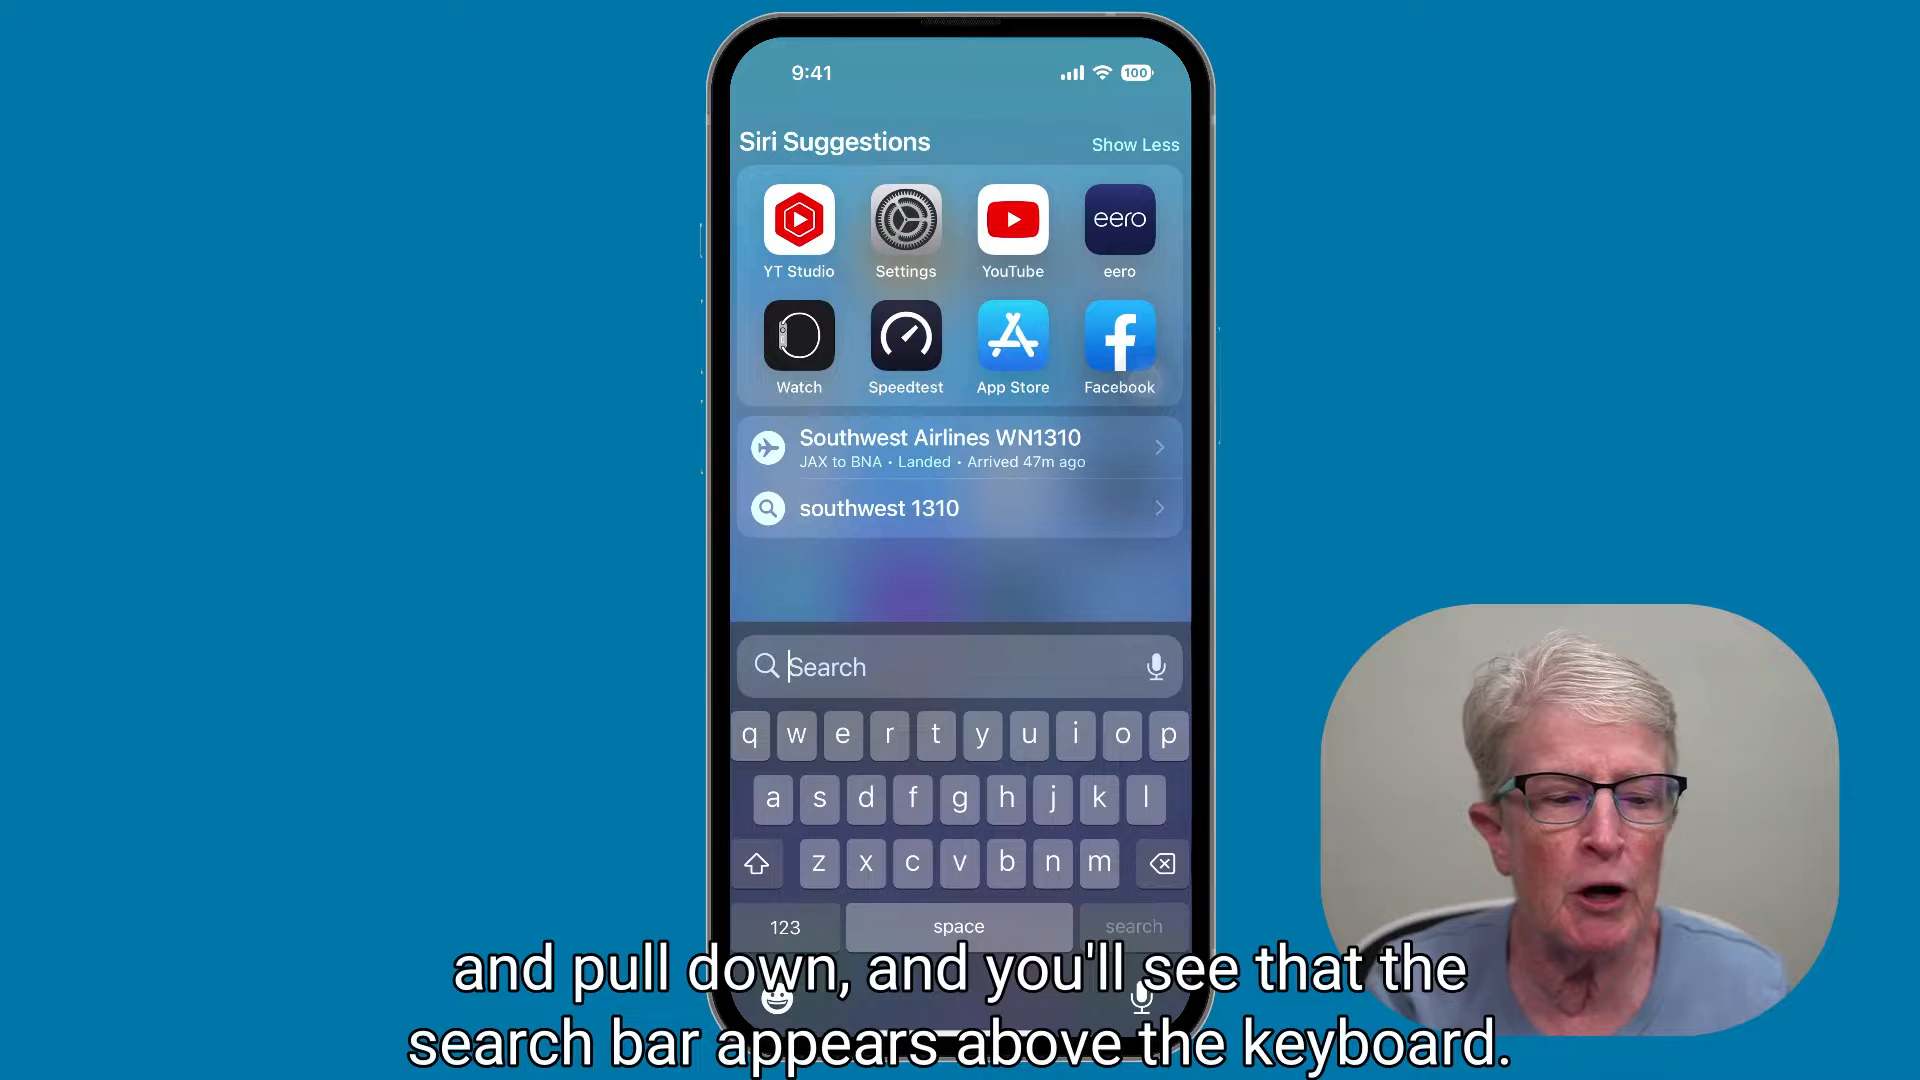 9:41
100
Siri Suggestions
Show Less
eero
YT Studio
Settings
YouTube
eero
Watch
Speedtest
App Store
Facebook
Southwest Airlines WN1310
JAX to BNA • Landed • Arrived 47m ago
southwest 1310
Search
q w e r t y u i o p
a s d f g h j k l
z x c v b n m
123 space search
and pull down, and you'll see that the
search bar appears above the keyboard.